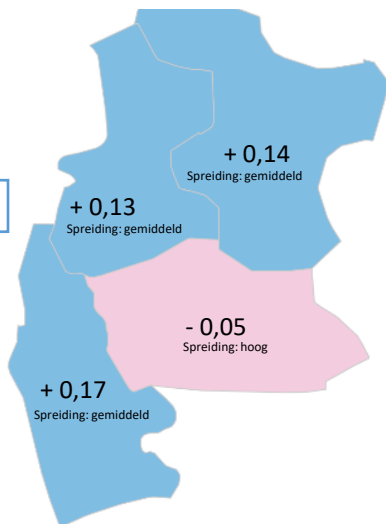 + 0,14
Spreiding: gemiddeld
+ 0,13
Spreiding: gemiddeld
- 0,05
Spreiding: hoog
+ 0,17
Spreiding: gemiddeld